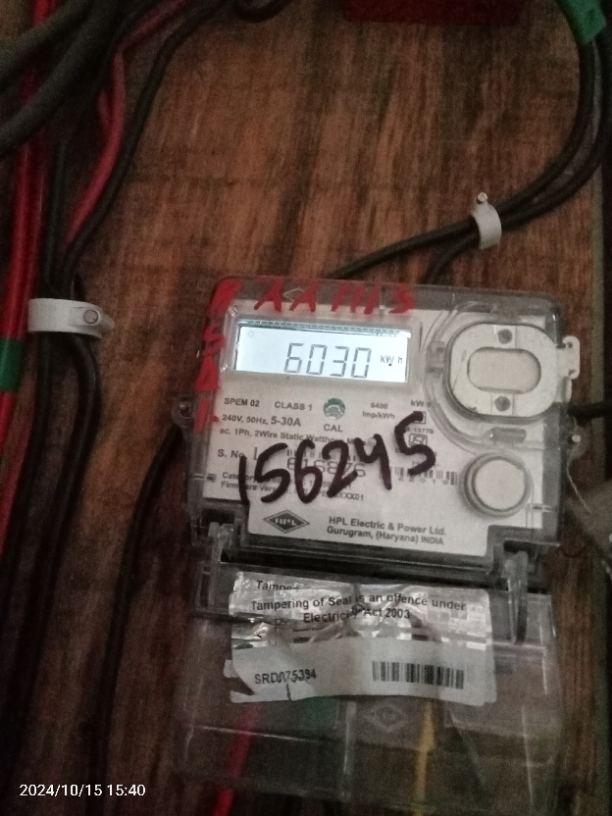 6030 kWh
SPEM 02 CLASS 1 6400 imp/kWh
240V, 50Hz, 5-30A CAL
ac, 1Ph, 2Wire Static
S. No.
156245
HPL
HPL Electric & Power Ltd.
Gurugram, (Haryana) INDIA
Tampering of Seal is an offence under
Electricity Act 2003
SRD075394
2024/10/15 15:40